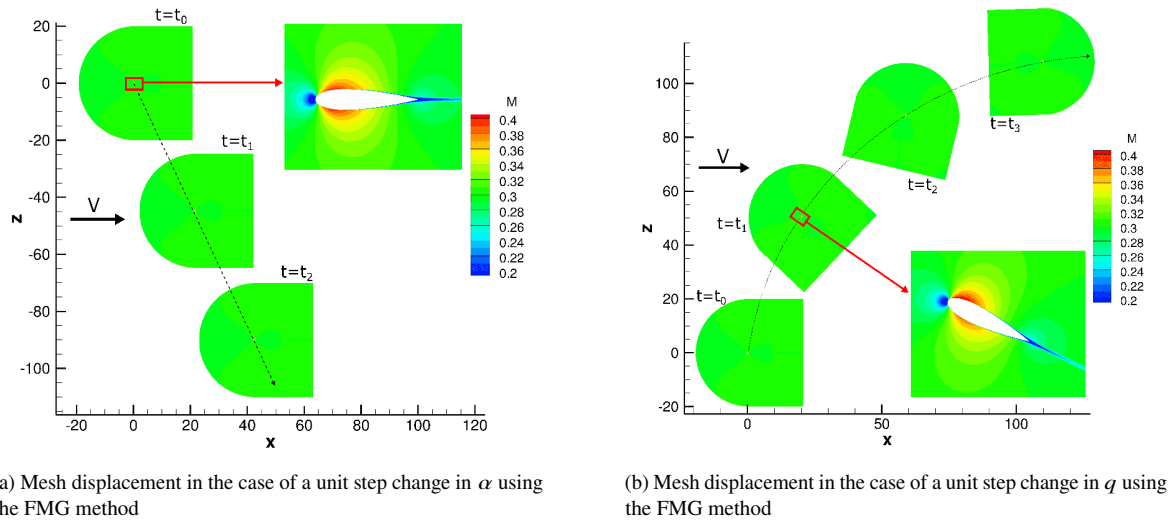 20
0
-20
-40
-60
-80
-100
z
-20 0 20 40 60 80 100 120
x
t=t0
t=t1
t=t2
V
M
0.4
0.38
0.36
0.34
0.32
0.3
0.28
0.26
0.24
0.22
0.2
a) Mesh displacement in the case of a unit step change in α using
he FMG method
100
80
60
40
20
0
-20
z
0 50 100
x
t=t0
t=t1
t=t2
t=t3
V
M
0.4
0.38
0.36
0.34
0.32
0.3
0.28
0.26
0.24
0.22
0.2
(b) Mesh displacement in the case of a unit step change in q using
the FMG method